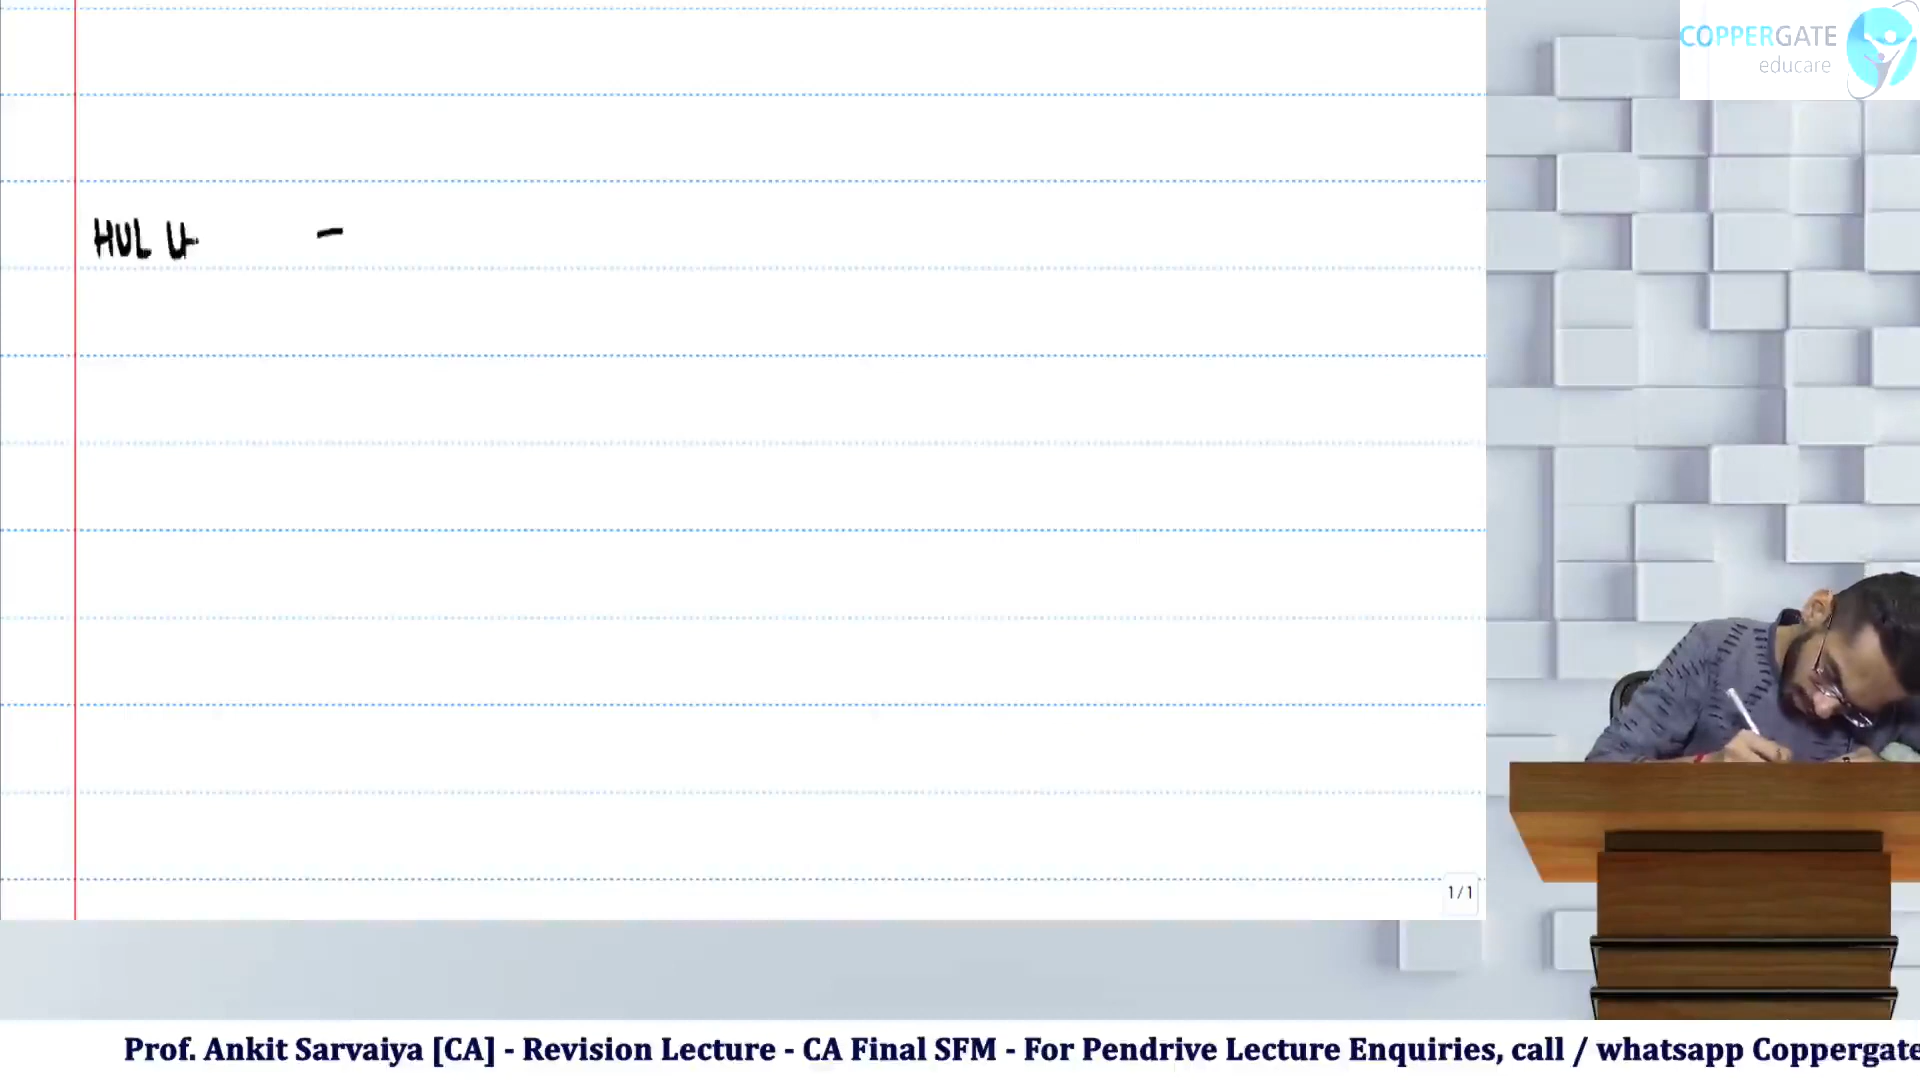 COPPERGATE
educare
HUL –
1/1
Prof. Ankit Sarvaiya [CA] - Revision Lecture - CA Final SFM - For Pendrive Lecture Enquiries, call / whatsapp Coppergate